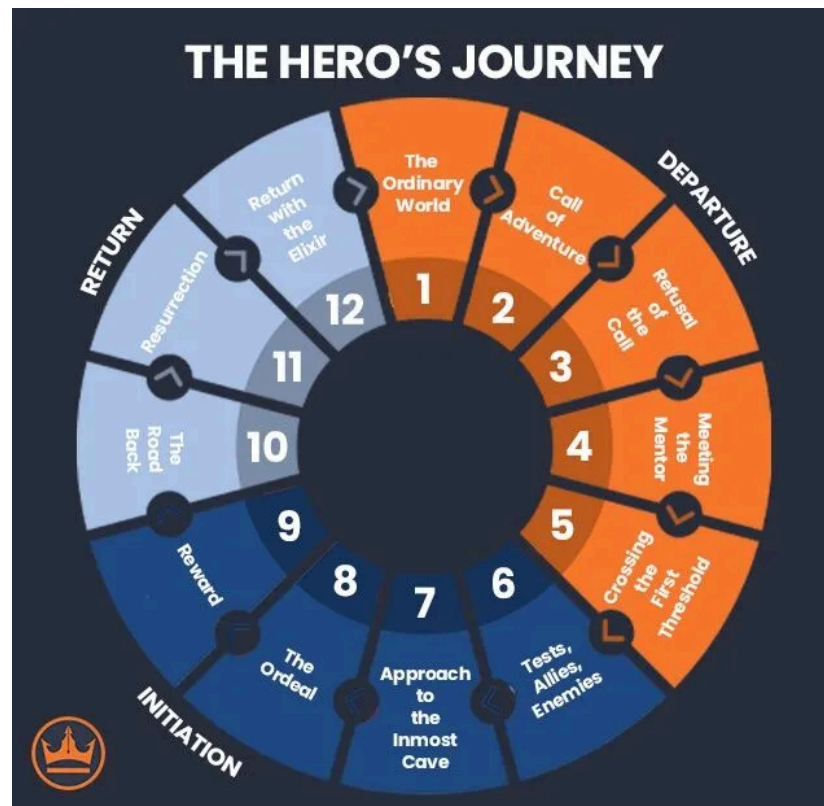 THE HERO'S JOURNEY
DEPARTURE
1
The
Ordinary
World
2
Call
of
Adventure
3
Refusal
of
the
Call
4
Meeting
the
Mentor
5
Crossing
the
First
Threshold
INITIATION
6
Tests,
Allies,
Enemies
7
Approach
to
the
Inmost
Cave
8
The
Ordeal
9
Reward
RETURN
10
The
Road
Back
11
Resurrection
12
Return
with
the
Elixir